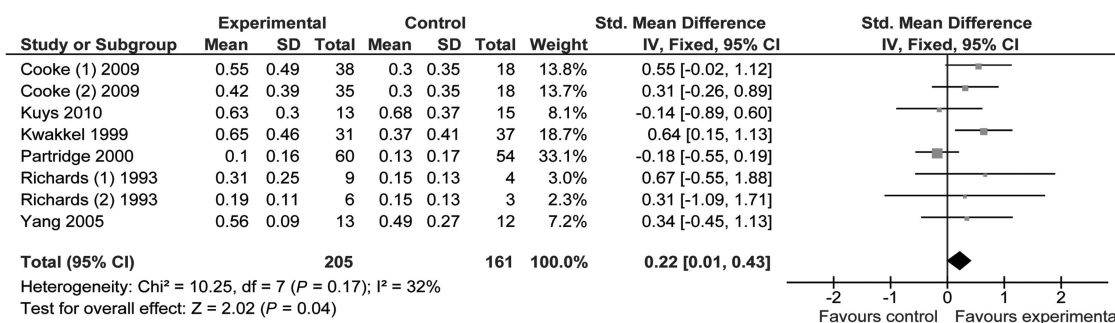 Experimental Control Std. Mean Difference Std. Mean Difference
Study or Subgroup Mean SD Total Mean SD Total Weight IV, Fixed, 95% CI IV, Fixed, 95% CI
Cooke (1) 2009 0.55 0.49 38 0.3 0.35 18 13.8% 0.55 [-0.02, 1.12]
Cooke (2) 2009 0.42 0.39 35 0.3 0.35 18 13.7% 0.31 [-0.26, 0.89]
Kuys 2010 0.63 0.3 13 0.68 0.37 15 8.1% -0.14 [-0.89, 0.60]
Kwakkel 1999 0.65 0.46 31 0.37 0.41 37 18.7% 0.64 [0.15, 1.13]
Partridge 2000 0.1 0.16 60 0.13 0.17 54 33.1% -0.18 [-0.55, 0.19]
Richards (1) 1993 0.31 0.25 9 0.15 0.13 4 3.0% 0.67 [-0.55, 1.88]
Richards (2) 1993 0.19 0.11 6 0.15 0.13 3 2.3% 0.31 [-1.09, 1.71]
Yang 2005 0.56 0.09 13 0.49 0.27 12 7.2% 0.34 [-0.45, 1.13]
Total (95% CI) 205 161 100.0% 0.22 [0.01, 0.43]
Heterogeneity: Chi² = 10.25, df = 7 (P = 0.17); I² = 32%
Test for overall effect: Z = 2.02 (P = 0.04)
-2 -1 0 1 2
Favours control Favours experimenta